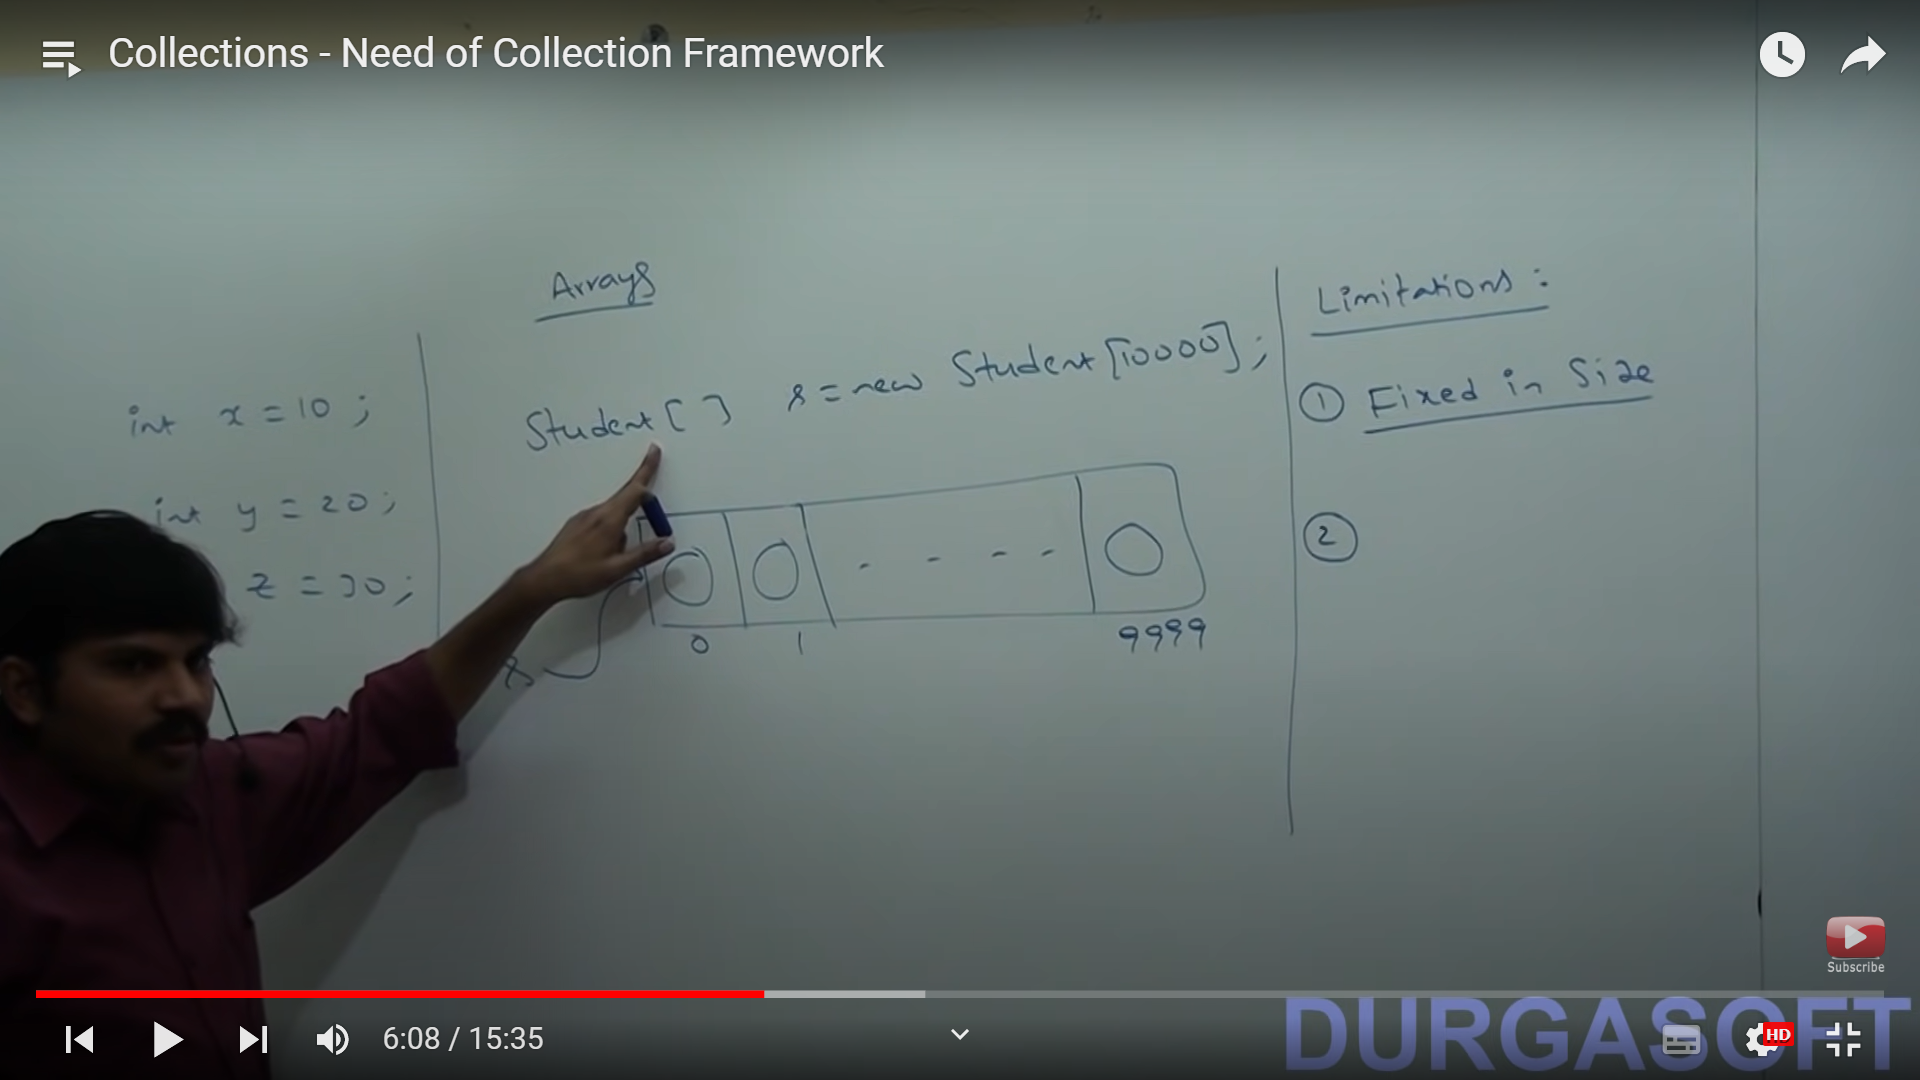 Collections - Need of Collection Framework
Arrays
Limitations :
int x = 10 ;
Student [ ] s = new Student [10000] ;
① Fixed in Size
int y = 20 ;
②
z = 30 ;
0 1 9999
s
Subscribe
6:08 / 15:35
HD
DURGASOFT